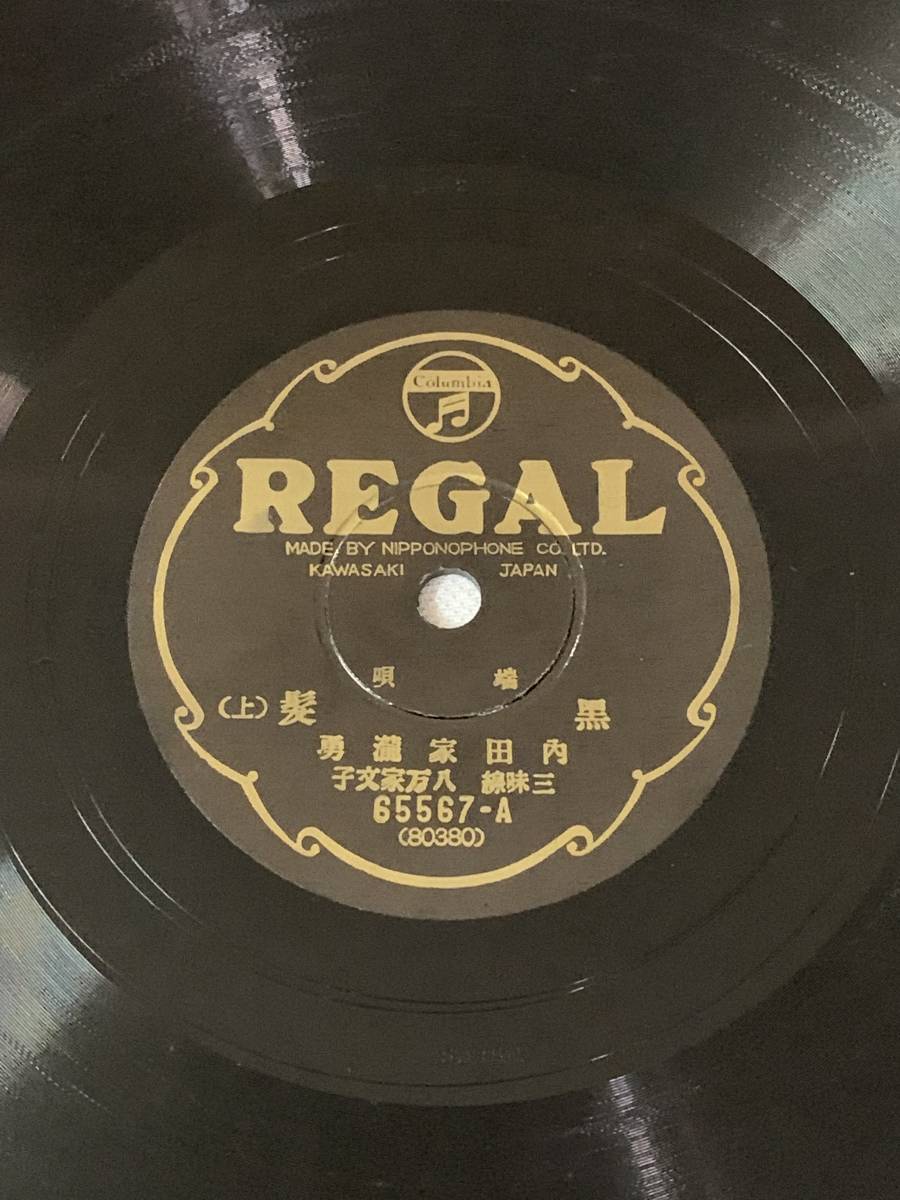 Columbia
REGAL
MADE BY NIPPONOPHONE CO. LTD.
KAWASAKI JAPAN
端唄
黒髪(上)
内田家瀧勇
三味線 八万家文子
65567-A
(80380)